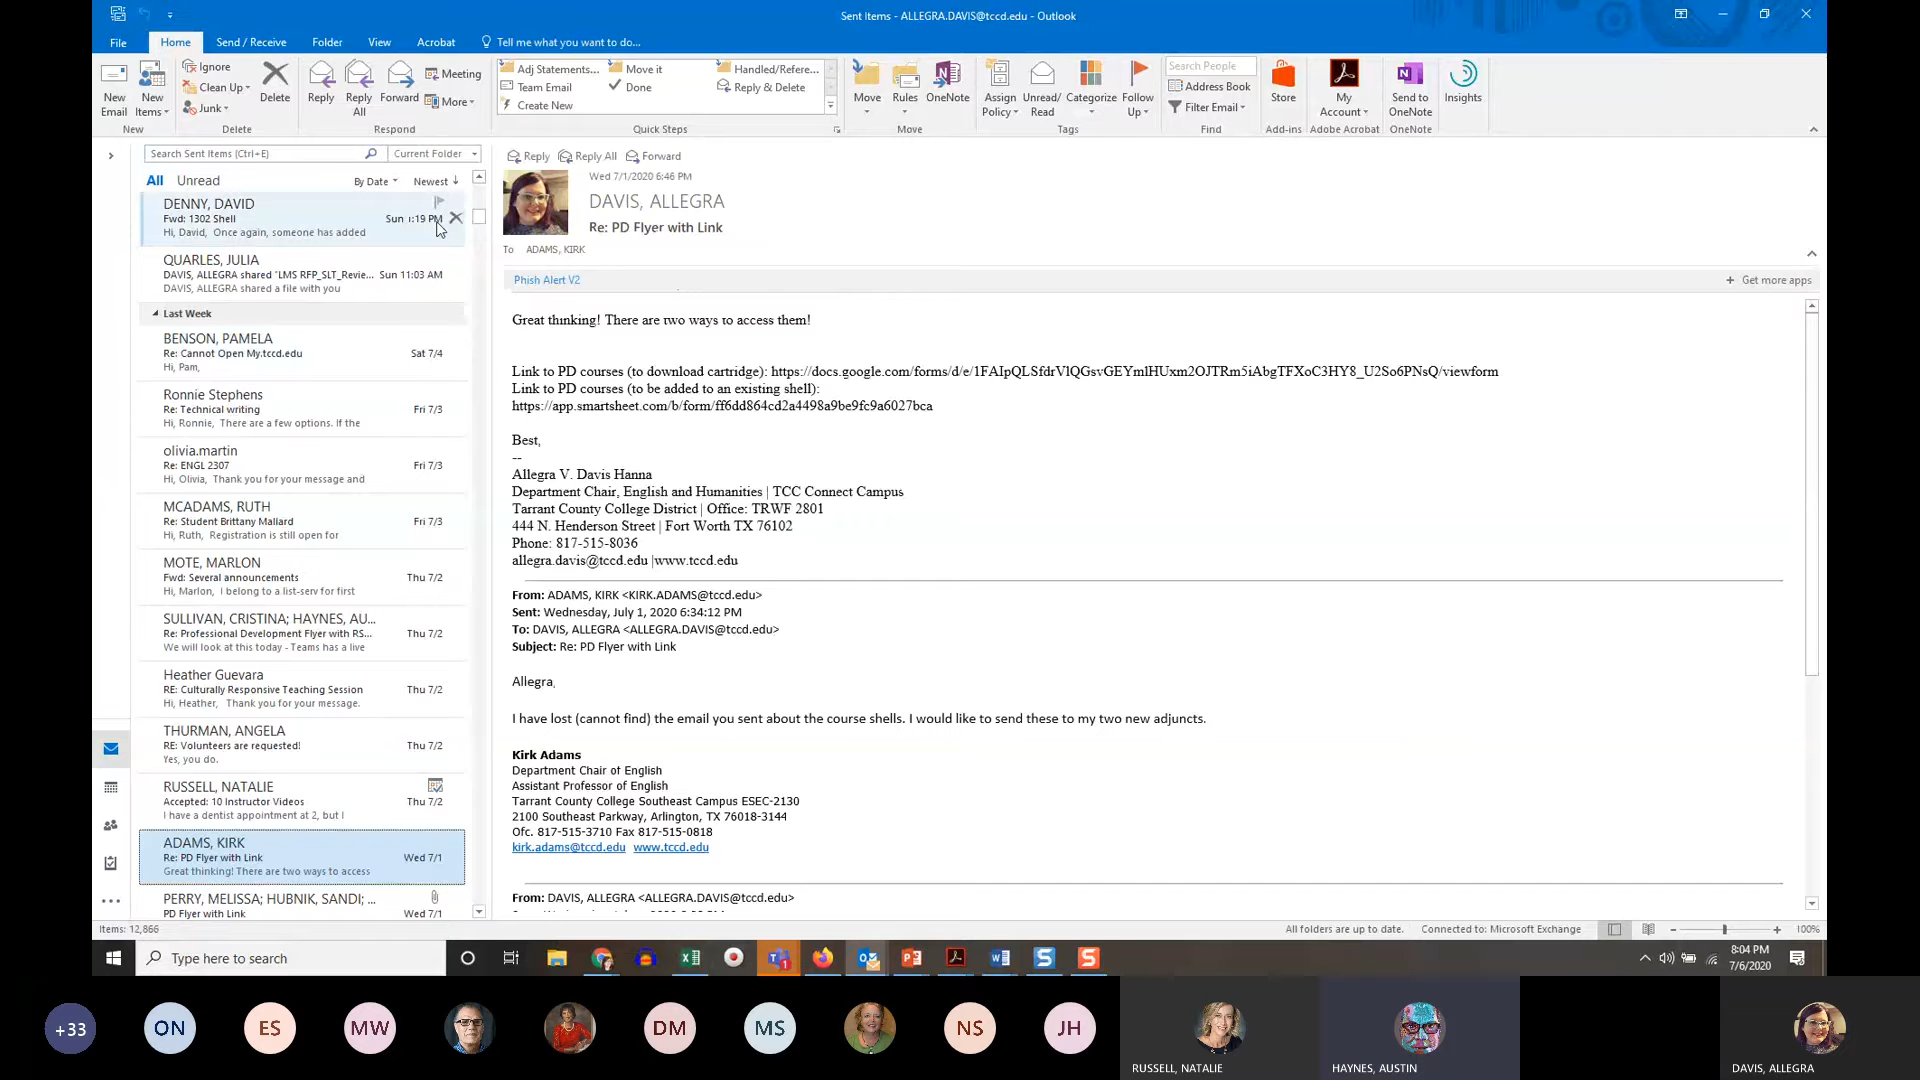 Sent Items - ALLEGRA.DAVIS@tccd.edu - Outlook
File
Home
Send / Receive
Folder
View
Acrobat
Tell me what you want to do...
New Email
New Items
New
Ignore
Clean Up
Junk
Delete
Delete
Reply
Reply All
Forward
Meeting
More
Respond
Adj Statements...
Team Email
Create New
Move it
Done
Handled/Refere...
Reply & Delete
Quick Steps
Move
Rules
OneNote
Move
Assign Policy
Unread/ Read
Categorize
Follow Up
Tags
Search People
Address Book
Filter Email
Find
Store
Add-ins
My Account
Adobe Acrobat
Send to OneNote
OneNote
Insights
Search Sent Items (Ctrl+E)
Current Folder
All
Unread
By Date
Newest
DENNY, DAVID
Fwd: 1302 Shell
Sun 1:19 PM
Hi, David, Once again, someone has added
QUARLES, JULIA
DAVIS, ALLEGRA shared "LMS RFP_SLT_Revie... Sun 11:03 AM
DAVIS, ALLEGRA shared a file with you
Last Week
BENSON, PAMELA
Re: Cannot Open My.tccd.edu Sat 7/4
Hi, Pam,
Ronnie Stephens
Re: Technical writing Fri 7/3
Hi, Ronnie, There are a few options. If the
olivia.martin
Re: ENGL 2307 Fri 7/3
Hi, Olivia, Thank you for your message and
MCADAMS, RUTH
Re: Student Brittany Mallard Fri 7/3
Hi, Ruth, Registration is still open for
MOTE, MARLON
Fwd: Several announcements Thu 7/2
Hi, Marlon, I belong to a list-serv for first
SULLIVAN, CRISTINA; HAYNES, AU...
Re: Professional Development Flyer with RS... Thu 7/2
We will look at this today - Teams has a live
Heather Guevara
RE: Culturally Responsive Teaching Session Thu 7/2
Hi, Heather, Thank you for your message.
THURMAN, ANGELA
RE: Volunteers are requested! Thu 7/2
Yes, you do.
RUSSELL, NATALIE
Accepted: 10 Instructor Videos Thu 7/2
I have a dentist appointment at 2, but I
ADAMS, KIRK
Re: PD Flyer with Link Wed 7/1
Great thinking! There are two ways to access
PERRY, MELISSA; HUBNIK, SANDI; ...
PD Flyer with Link Wed 7/1
Reply
Reply All
Forward
Wed 7/1/2020 6:46 PM
DAVIS, ALLEGRA
Re: PD Flyer with Link
To ADAMS, KIRK
Phish Alert V2
+ Get more apps
Great thinking! There are two ways to access them!
Link to PD courses (to download cartridge): https://docs.google.com/forms/d/e/1FAIpQLSfdrVlQGsvGEYmlHUxm2OJTRm5iAbgTFXoC3HY8_U2So6PNsQ/viewform
Link to PD courses (to be added to an existing shell):
https://app.smartsheet.com/b/form/ff6dd864cd2a4498a9be9fc9a6027bca
Best,
--
Allegra V. Davis Hanna
Department Chair, English and Humanities | TCC Connect Campus
Tarrant County College District | Office: TRWF 2801
444 N. Henderson Street | Fort Worth TX 76102
Phone: 817-515-8036
allegra.davis@tccd.edu |www.tccd.edu
From: ADAMS, KIRK <KIRK.ADAMS@tccd.edu>
Sent: Wednesday, July 1, 2020 6:34:12 PM
To: DAVIS, ALLEGRA <ALLEGRA.DAVIS@tccd.edu>
Subject: Re: PD Flyer with Link
Allegra,
I have lost (cannot find) the email you sent about the course shells. I would like to send these to my two new adjuncts.
Kirk Adams
Department Chair of English
Assistant Professor of English
Tarrant County College Southeast Campus ESEC-2130
2100 Southeast Parkway, Arlington, TX 76018-3144
Ofc. 817-515-3710 Fax 817-515-0818
kirk.adams@tccd.edu www.tccd.edu
From: DAVIS, ALLEGRA <ALLEGRA.DAVIS@tccd.edu>
Items: 12,866
All folders are up to date.
Connected to: Microsoft Exchange
100%
Type here to search
8:04 PM
7/6/2020
+33
ON
ES
MW
DM
MS
NS
JH
RUSSELL, NATALIE
HAYNES, AUSTIN
DAVIS, ALLEGRA